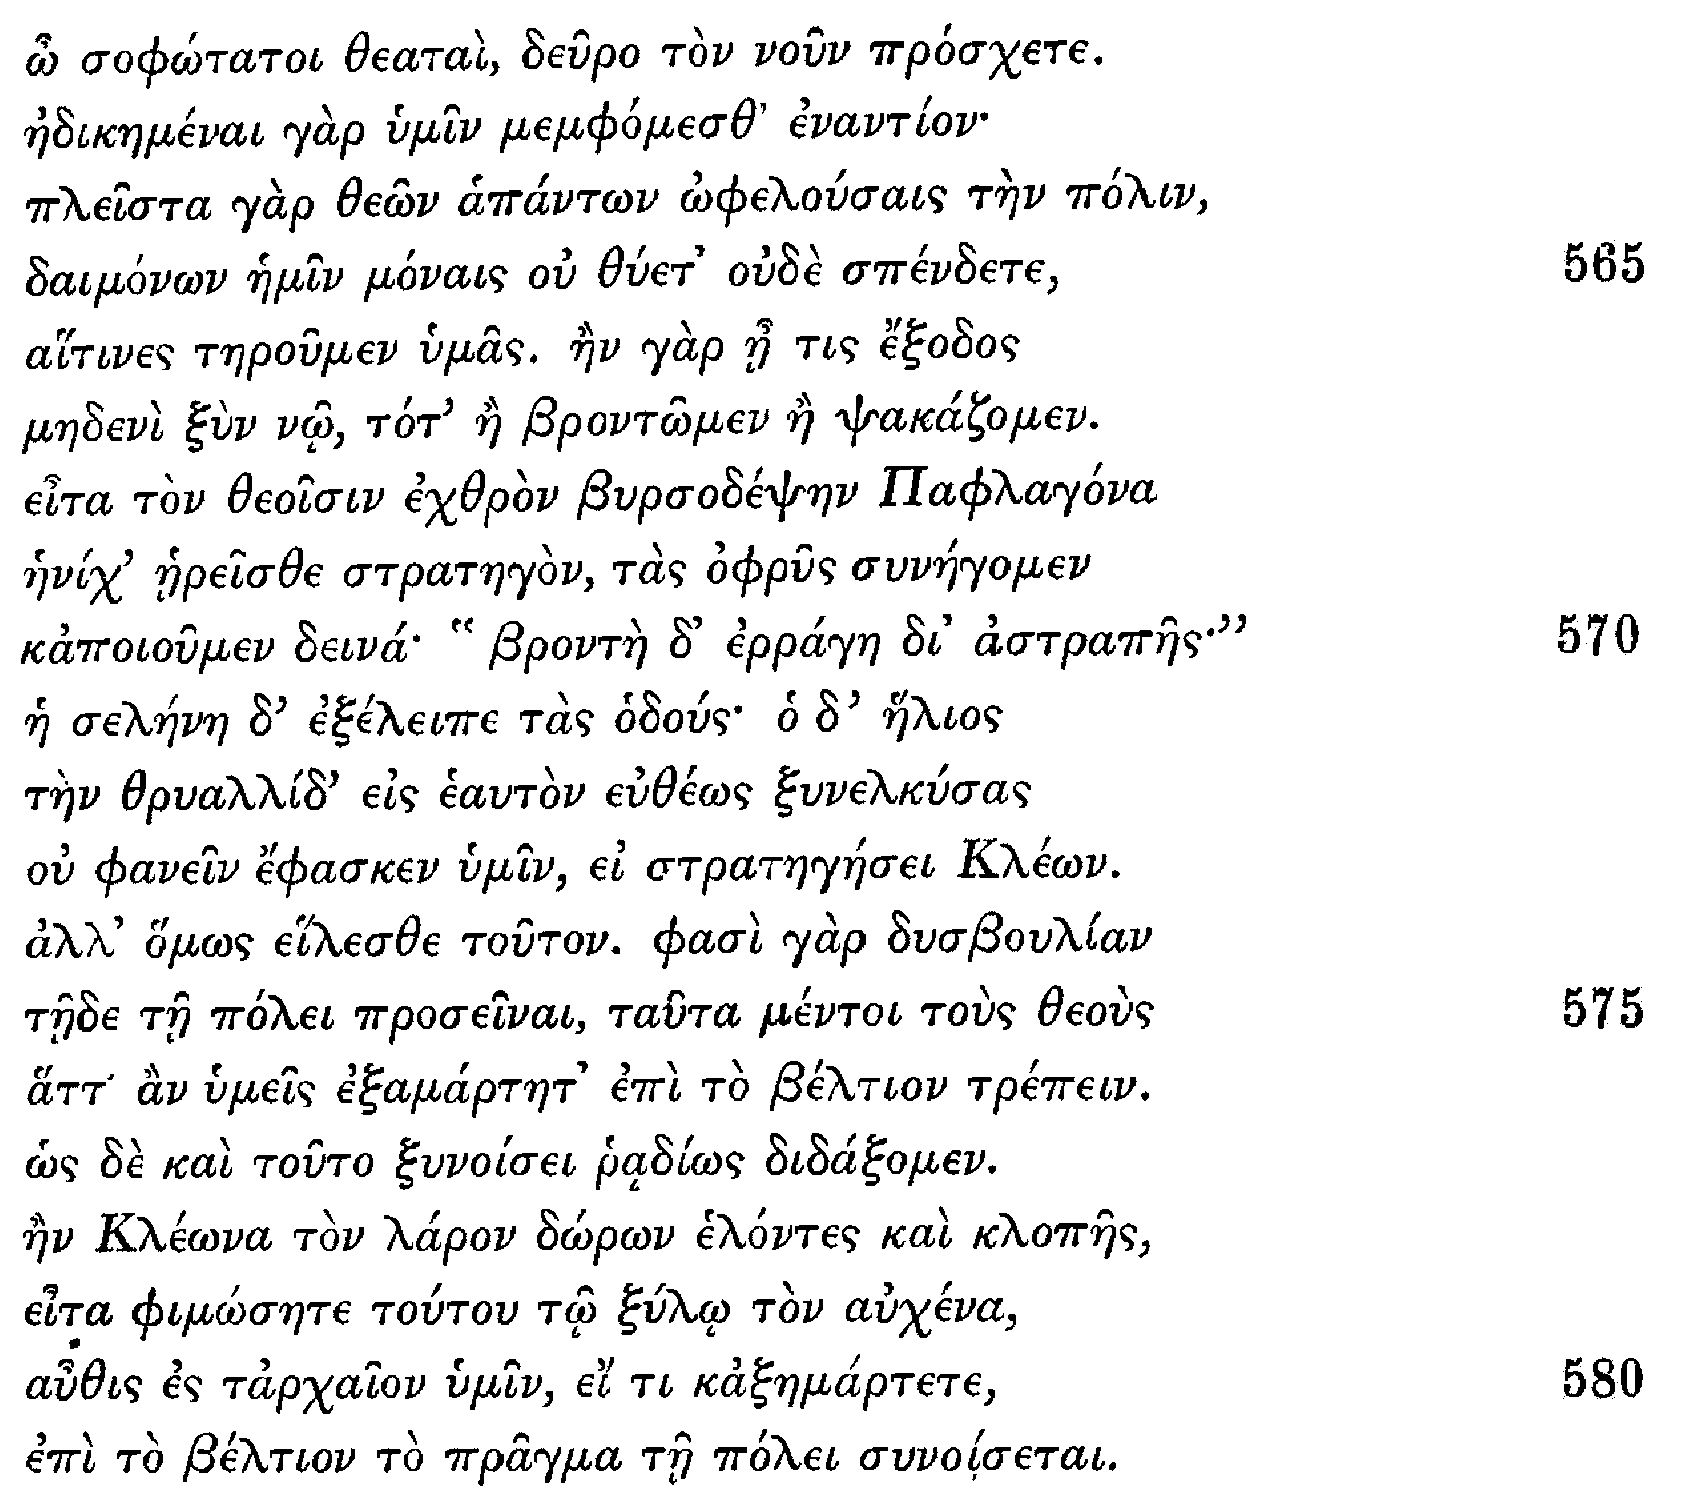 ὦ σοφώτατοι θεαταὶ, δεῦρο τὸν νοῦν πρόσχετε.
ἠδικημέναι γὰρ ὑμῖν μεμφόμεσθ’ ἐναντίον·
πλεῖστα γὰρ θεῶν ἁπάντων ὠφελούσαις τὴν πόλιν,
δαιμόνων ἡμῖν μόναις οὐ θύετ’ οὐδὲ σπένδετε, 565
αἵτινες τηροῦμεν ὑμᾶς. ἢν γὰρ ᾖ τις ἔξοδος
μηδενὶ ξὺν νῷ, τότ’ ἢ βροντῶμεν ἢ ψακάζομεν.
εἶτα τὸν θεοῖσιν ἐχθρὸν βυρσοδέψην Παφλαγόνα
ἡνίχ’ ᾑρεῖσθε στρατηγὸν, τὰς ὀφρῦς συνήγομεν
κἀποιοῦμεν δεινά· “ βροντὴ δ’ ἐρράγη δι’ ἀστραπῆς·” 570
ἡ σελήνη δ’ ἐξέλειπε τὰς ὁδούς· ὁ δ’ ἥλιος
τὴν θρυαλλίδ’ εἰς ἑαυτὸν εὐθέως ξυνελκύσας
οὐ φανεῖν ἔφασκεν ὑμῖν, εἰ στρατηγήσει Κλέων.
ἀλλ’ ὅμως εἵλεσθε τοῦτον. φασὶ γὰρ δυσβουλίαν
τῇδε τῇ πόλει προσεῖναι, ταῦτα μέντοι τοὺς θεοὺς 575
ἅττ’ ἂν ὑμεῖς ἐξαμάρτητ’ ἐπὶ τὸ βέλτιον τρέπειν.
ὡς δὲ καὶ τοῦτο ξυνοίσει ῥᾳδίως διδάξομεν.
ἢν Κλέωνα τὸν λάρον δώρων ἑλόντες καὶ κλοπῆς,
εἶτα φιμώσητε τούτου τῷ ξύλῳ τὸν αὐχένα,
αὖθις ἐς τἀρχαῖον ὑμῖν, εἴ τι κἀξημάρτετε, 580
ἐπὶ τὸ βέλτιον τὸ πρᾶγμα τῇ πόλει συνοίσεται.